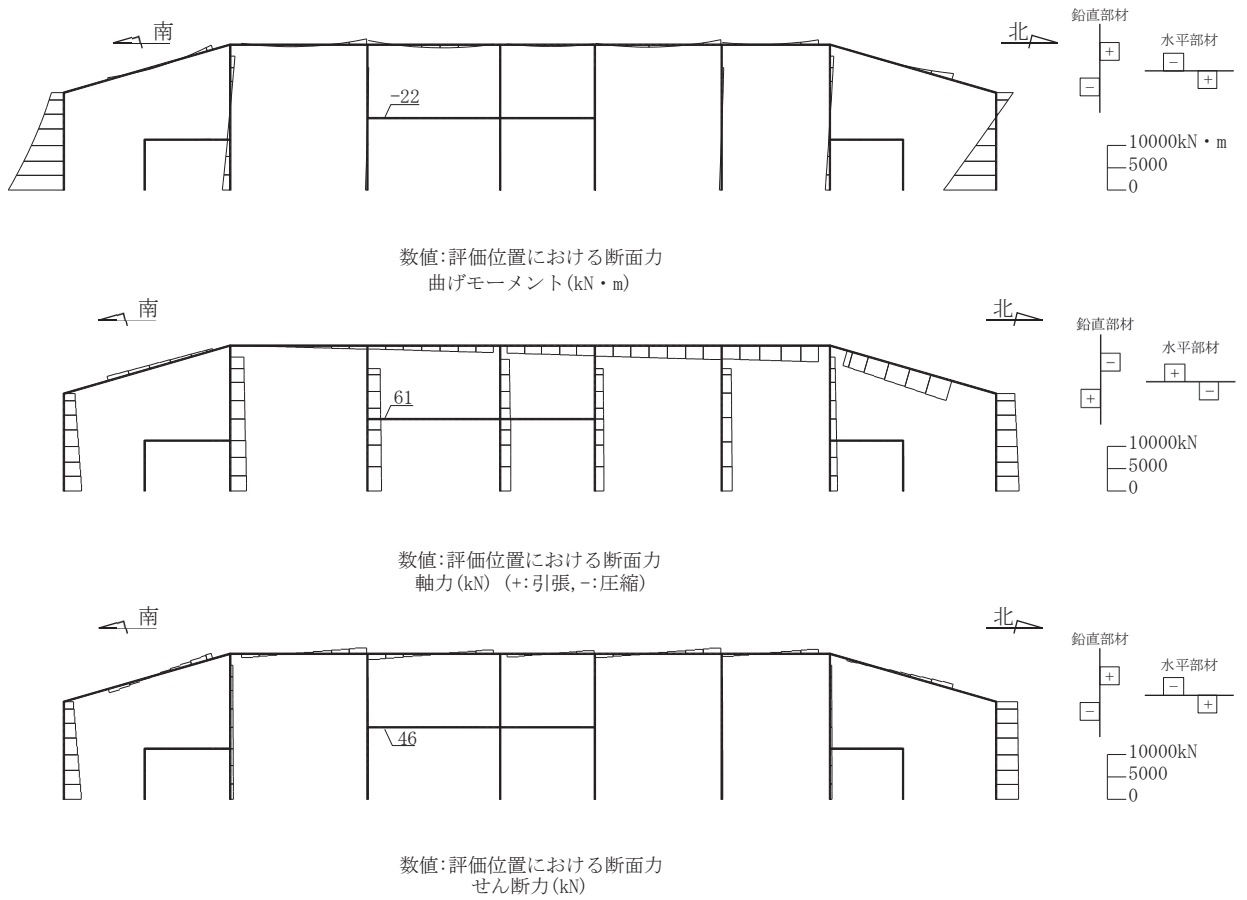 南
北
鉛直部材
水平部材
+
−
−
+
-22
10000kN・m
5000
0
数値:評価位置における断面力
曲げモーメント(kN・m)
南
北
鉛直部材
水平部材
−
+
+
−
61
10000kN
5000
0
数値:評価位置における断面力
軸力(kN) (+:引張,-:圧縮)
南
北
鉛直部材
水平部材
+
−
−
+
46
10000kN
5000
0
数値:評価位置における断面力
せん断力(kN)